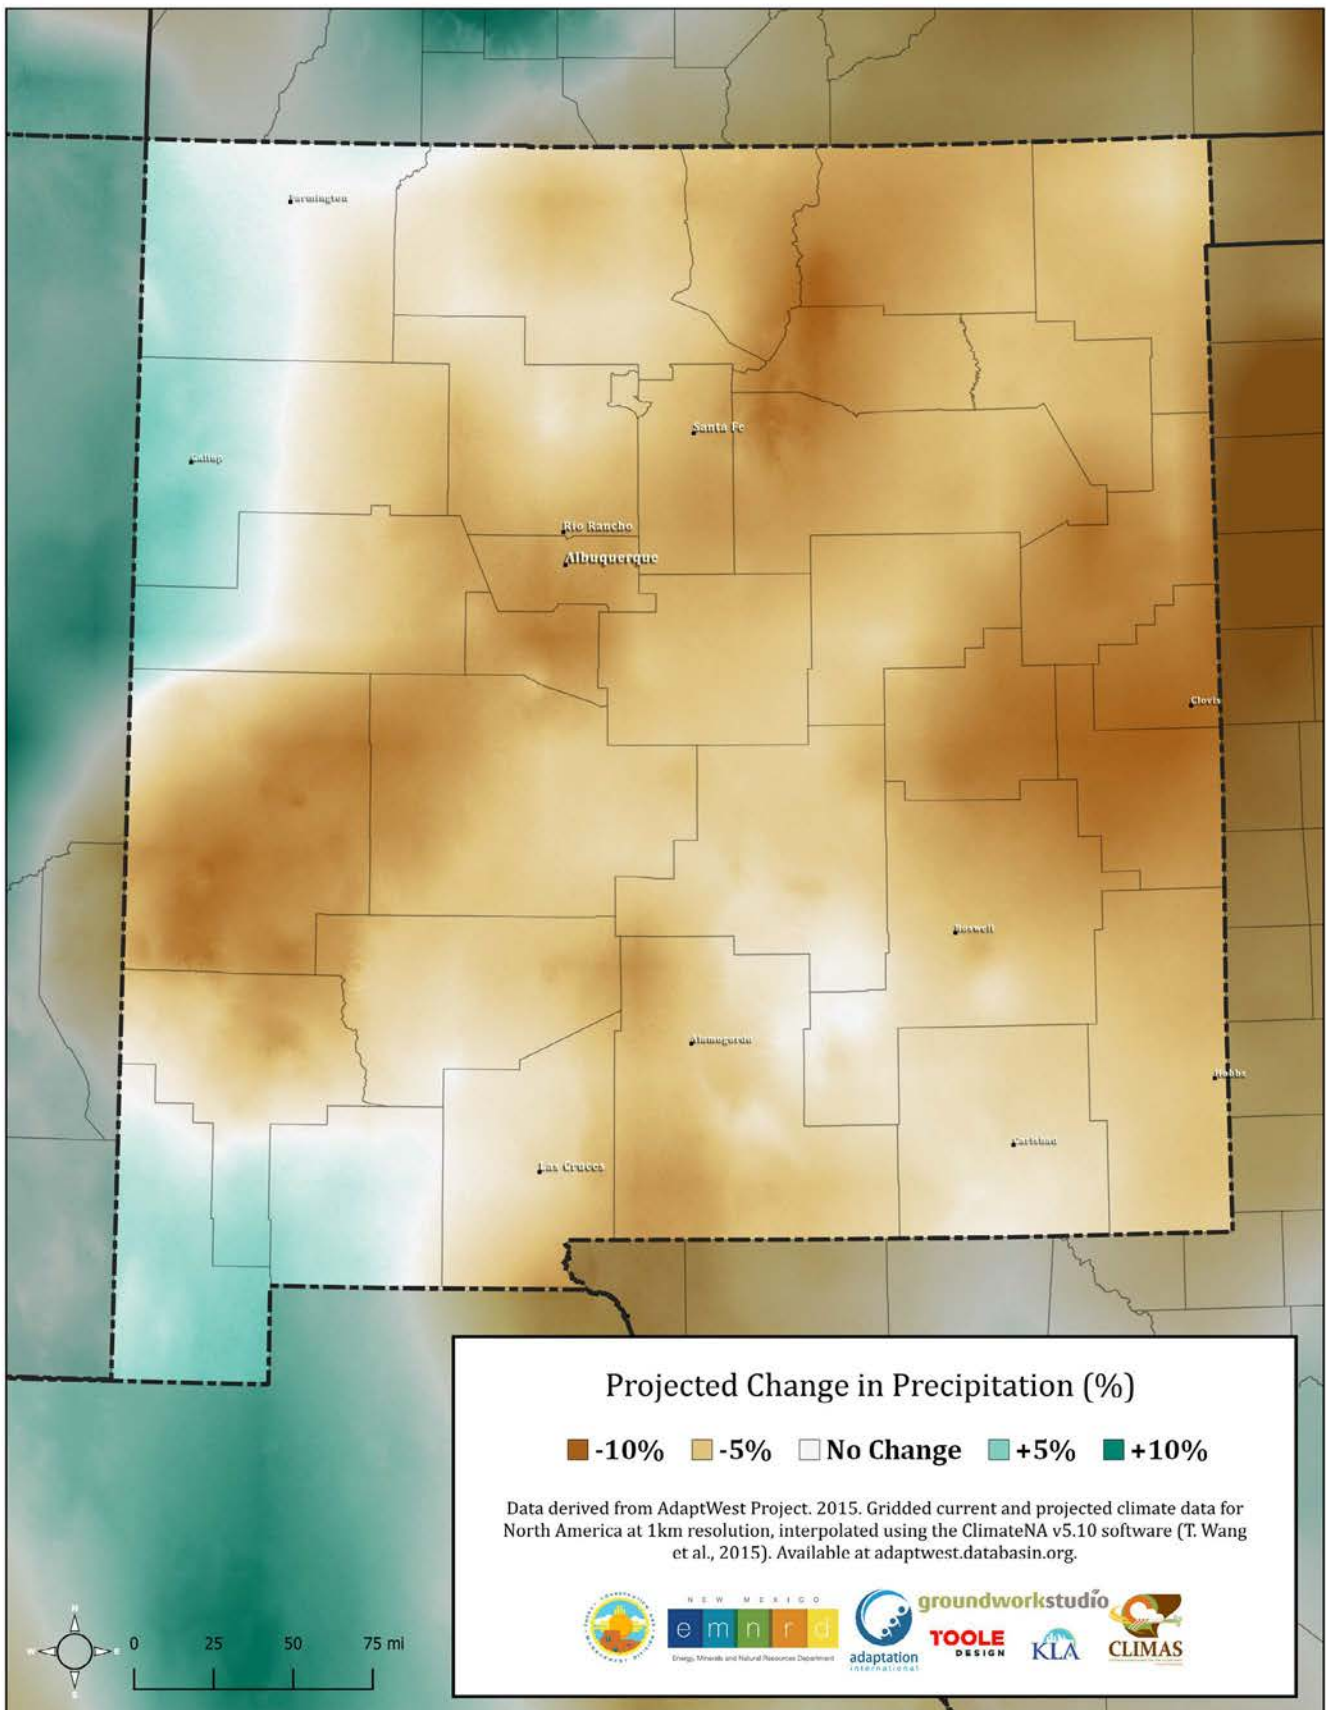 Farmington
Santa Fe
Gallup
Rio Rancho
Albuquerque
Clovis
Roswell
Alamogordo
Hobbs
Carlsbad
Las Cruces
Projected Change in Precipitation (%)
-10% -5% No Change +5% +10%
Data derived from AdaptWest Project. 2015. Gridded current and projected climate data for
North America at 1km resolution, interpolated using the ClimateNA v5.10 software (T. Wang
et al., 2015). Available at adaptwest.databasin.org.
N
W E
S
0 25 50 75 mi
NEW MEXICO
emnrd
Energy, Minerals and Natural Resources Department
adaptation
international
groundworkstudio
TOOLE
DESIGN
KLA
CLIMAS